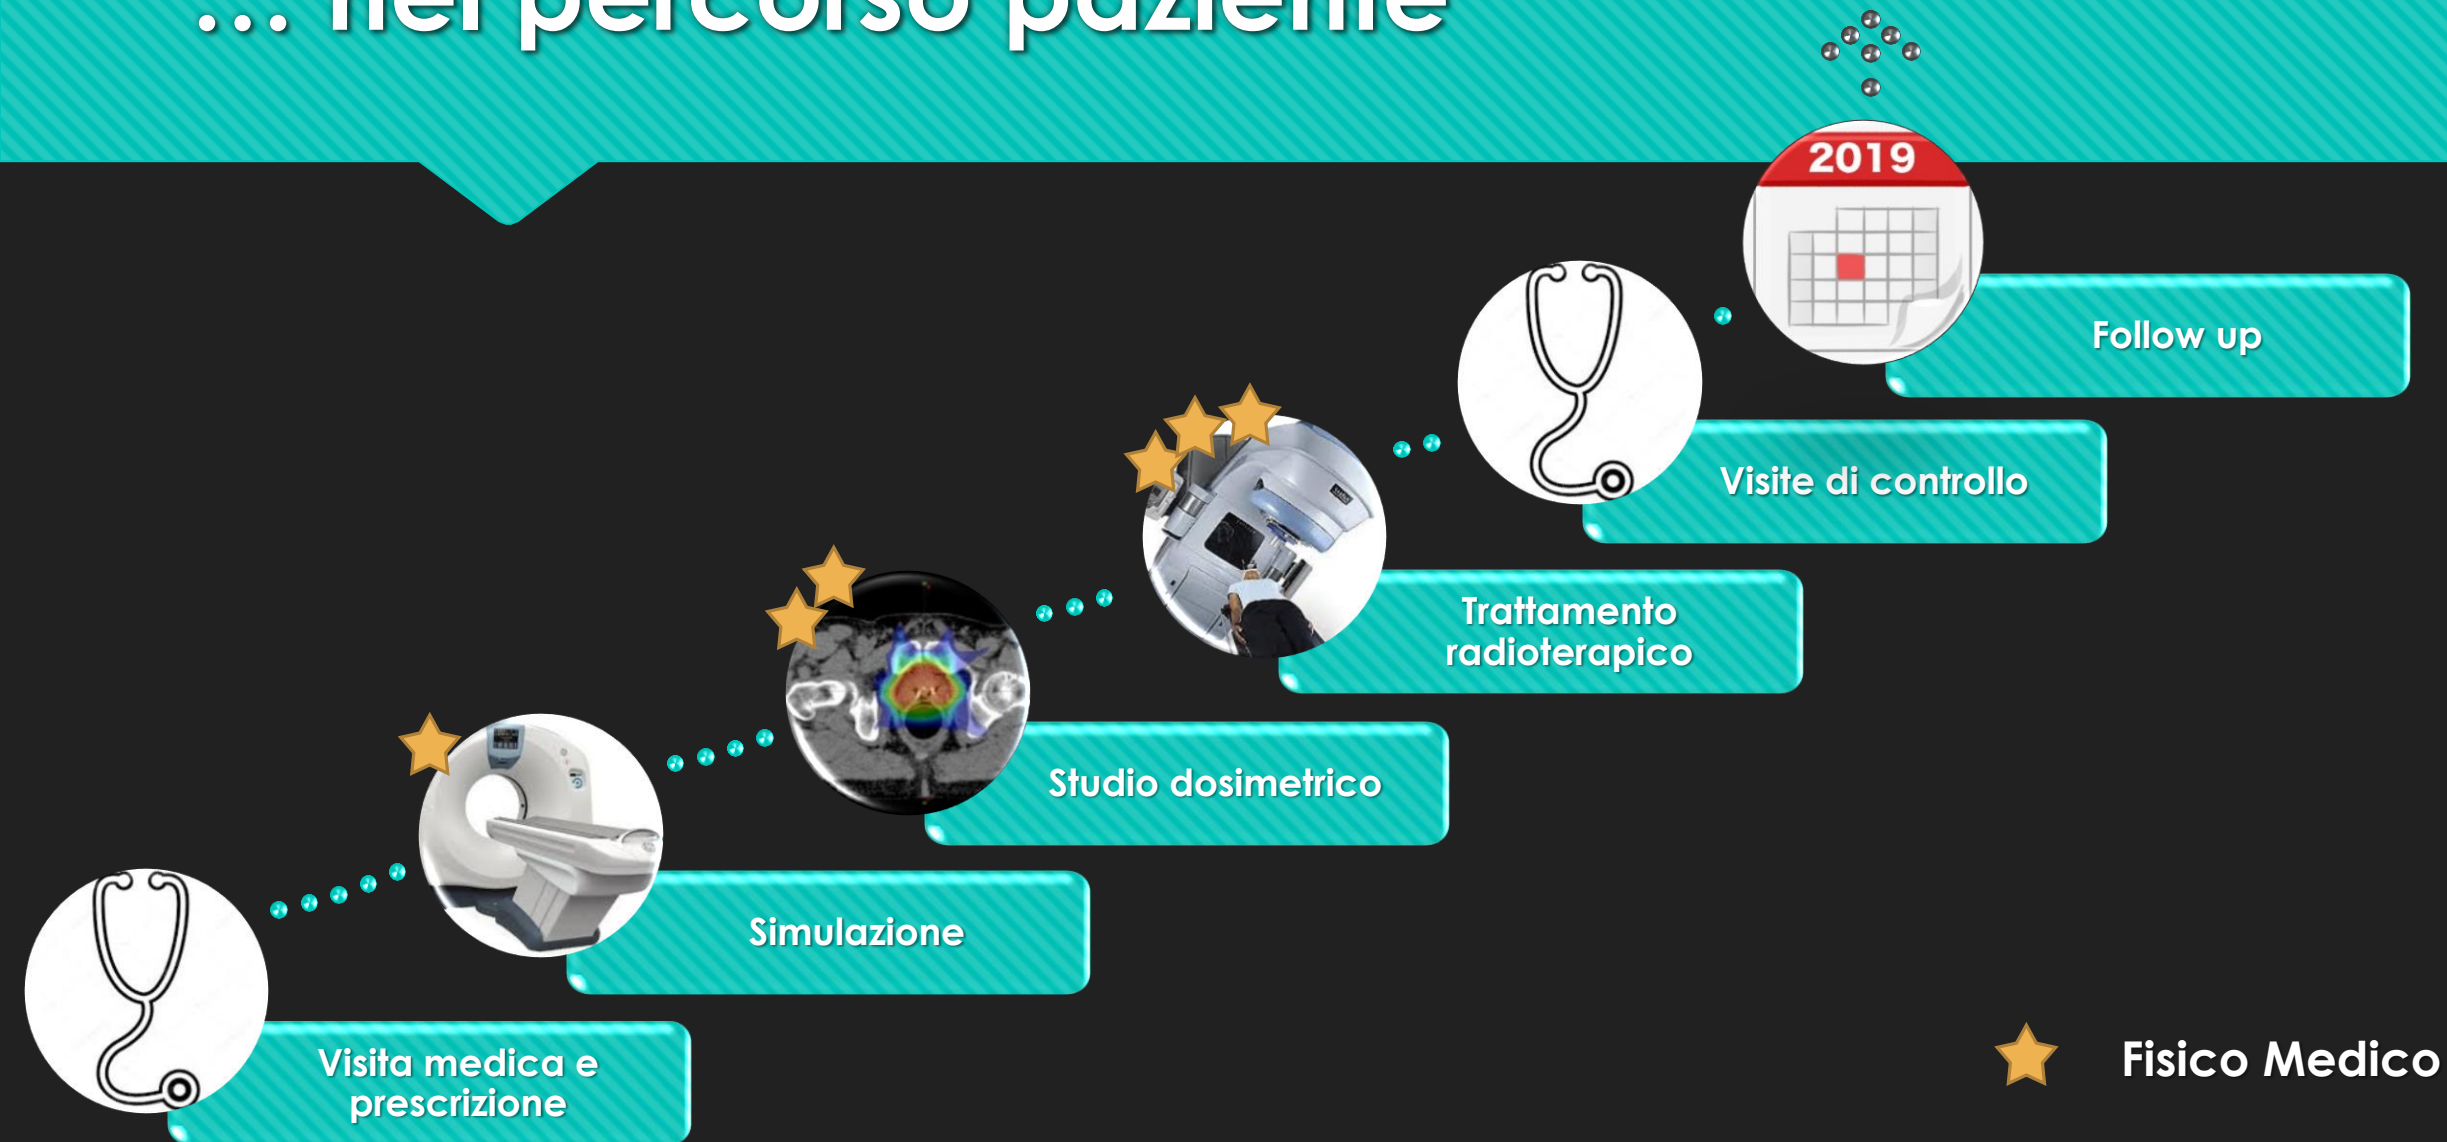 ... nel percorso paziente
2019
Follow up
Visite di controllo
Trattamento
radioterapico
Studio dosimetrico
Simulazione
Visita medica e
prescrizione
Fisico Medico